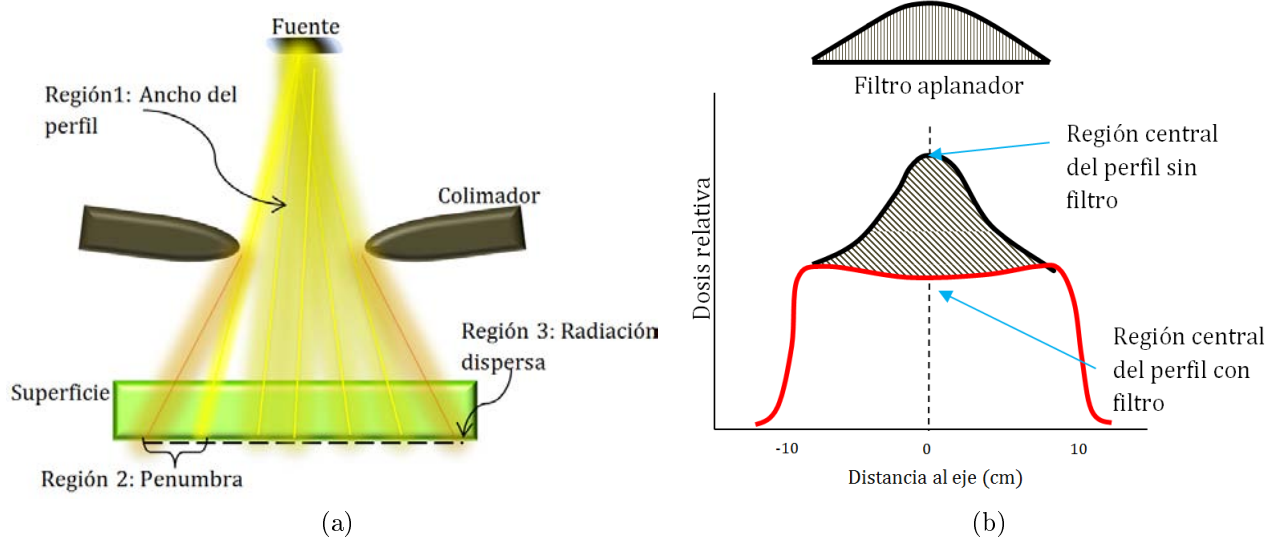 Fuente
Región1: Ancho del
perfil
Colimador
Región 3: Radiación
dispersa
Superficie
Región 2: Penumbra
(a)
Filtro aplanador
Región central
del perfil sin
filtro
Dosis relativa
Región central
del perfil con
filtro
-10
0
10
Distancia al eje (cm)
(b)